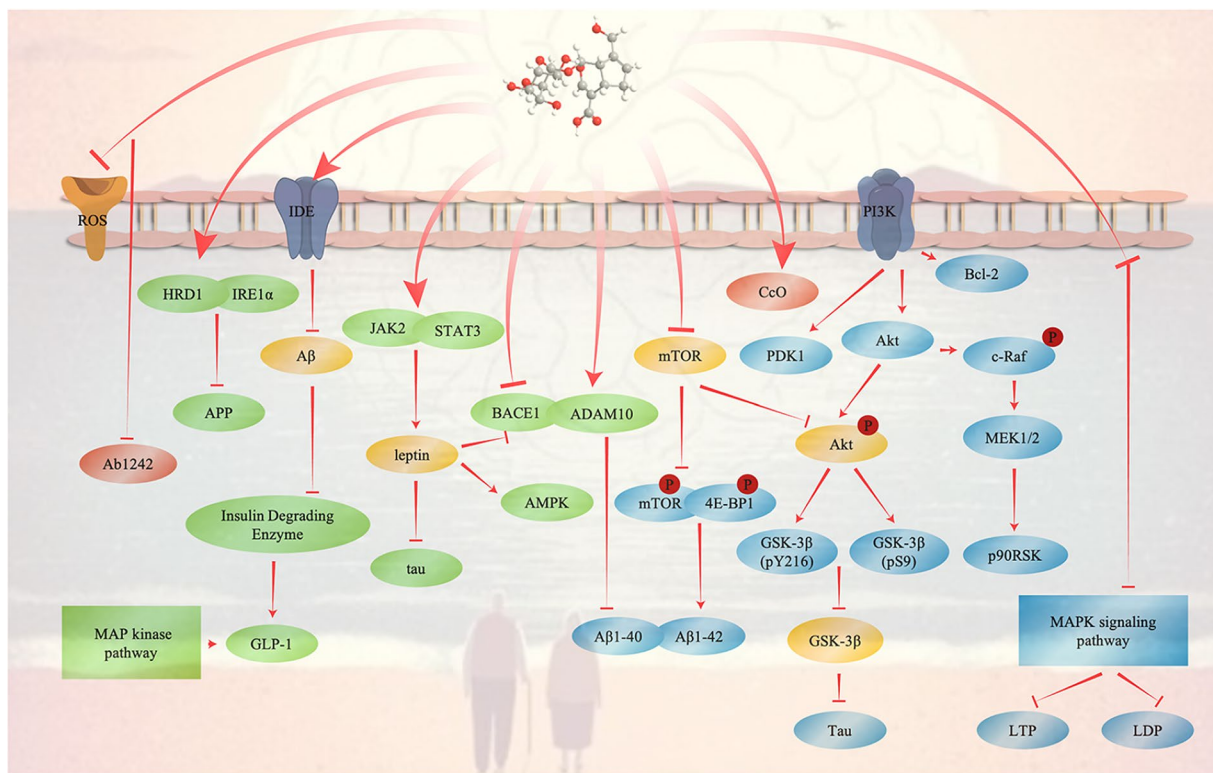 ROS
IDE
PI3K
HRD1
IRE1α
CcO
Bcl-2
JAK2
STAT3
Aβ
mTOR
PDK1
Akt
c-Raf
P
APP
BACE1
ADAM10
Ab1242
leptin
Akt
P
MEK1/2
AMPK
mTOR
P
4E-BP1
P
Insulin Degrading
Enzyme
tau
GSK-3β
(pY216)
GSK-3β
(pS9)
p90RSK
MAP kinase
pathway
GLP-1
Aβ1-40
Aβ1-42
GSK-3β
MAPK signaling
pathway
Tau
LTP
LDP